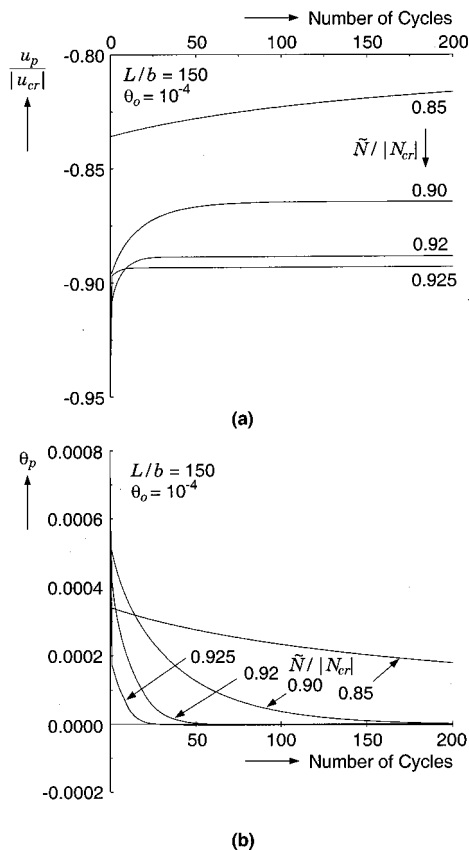 Number of Cycles
0 50 100 150 200
u_p / |u_cr|
-0.80
L/b = 150
θ_o = 10^-4
0.85
-0.85
Ñ / |N_cr|
0.90
0.92
-0.90
0.925
-0.95
(a)
0.0008
θ_p
L/b = 150
θ_o = 10^-4
0.0006
0.0004
0.0002
0.925
0.92
Ñ / |N_cr|
0.90
0.85
0.0000
50 100 150 200
Number of Cycles
-0.0002
(b)